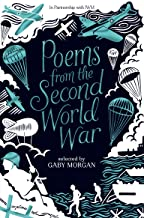 In Partnership with IWM
Poems
from the
Second
World
War
selected by
GABY MORGAN